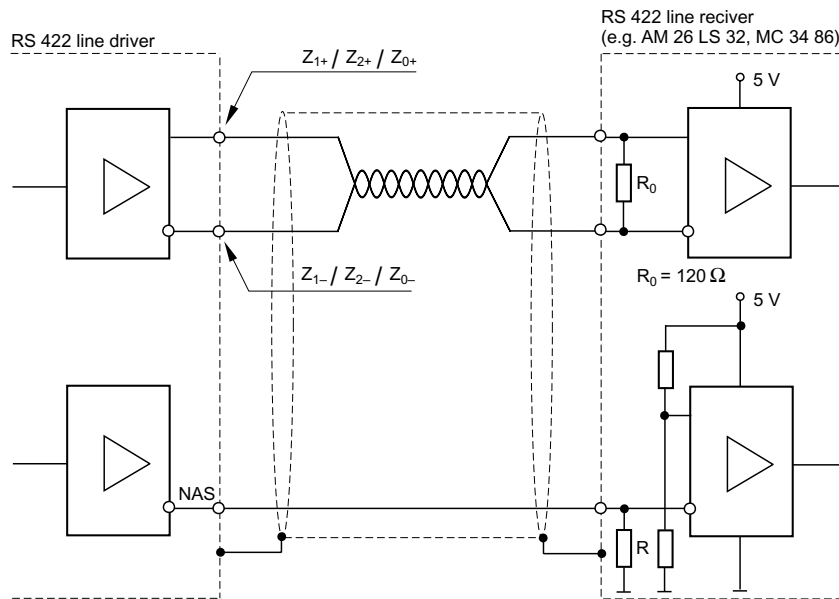 RS 422 line driver
RS 422 line reciver
(e.g. AM 26 LS 32, MC 34 86)
Z1+ / Z2+ / Z0+
5 V
R0
Z1– / Z2– / Z0–
R0 = 120 Ω
5 V
NAS
R